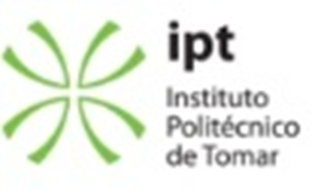 ipt
Instituto
Politécnico
de Tomar